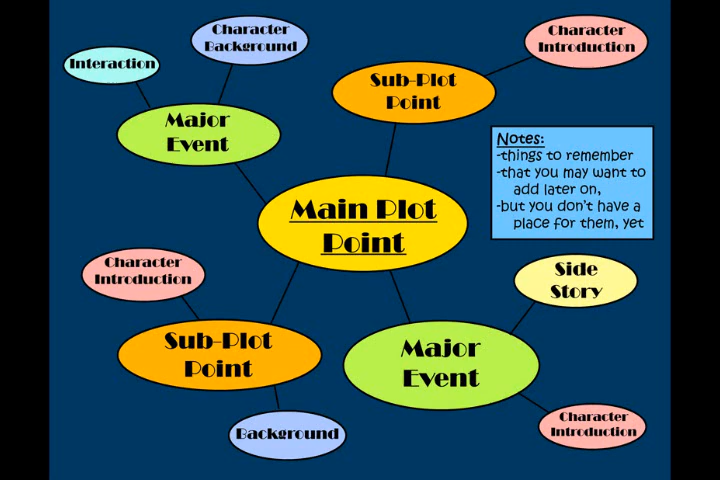 Character
Background
Interaction
Major
Event
Sub-Plot
Point
Character
Introduction
Notes:
-things to remember
-that you may want to
add later on,
-but you don't have a
place for them, yet
Main Plot
Point
Character
Introduction
Side
Story
Sub-Plot
Point
Major
Event
Background
Character
Introduction